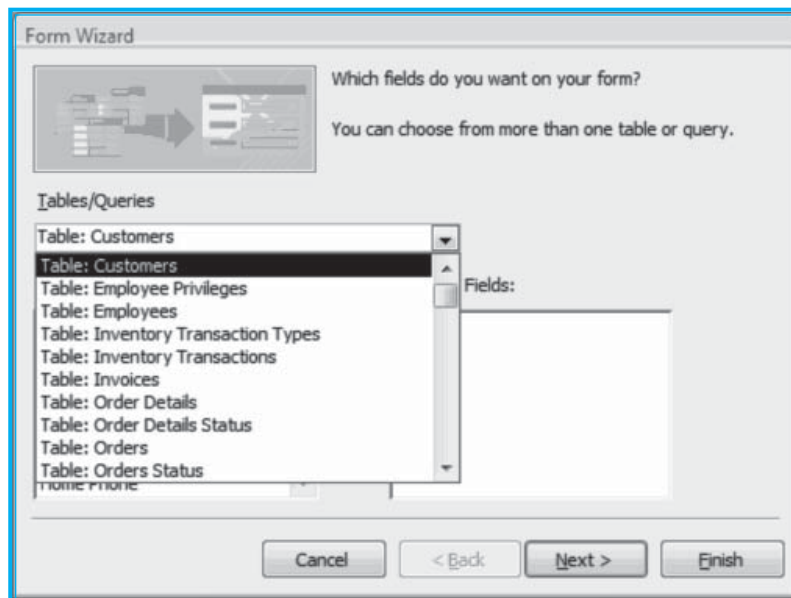 Form Wizard
Which fields do you want on your form?
You can choose from more than one table or query.
Tables/Queries
Table: Customers
Table: Customers
Table: Employee Privileges
Table: Employees
Table: Inventory Transaction Types
Table: Inventory Transactions
Table: Invoices
Table: Order Details
Table: Order Details Status
Table: Orders
Table: Orders Status
Fields:
Home Phone
Cancel
< Back
Next >
Finish